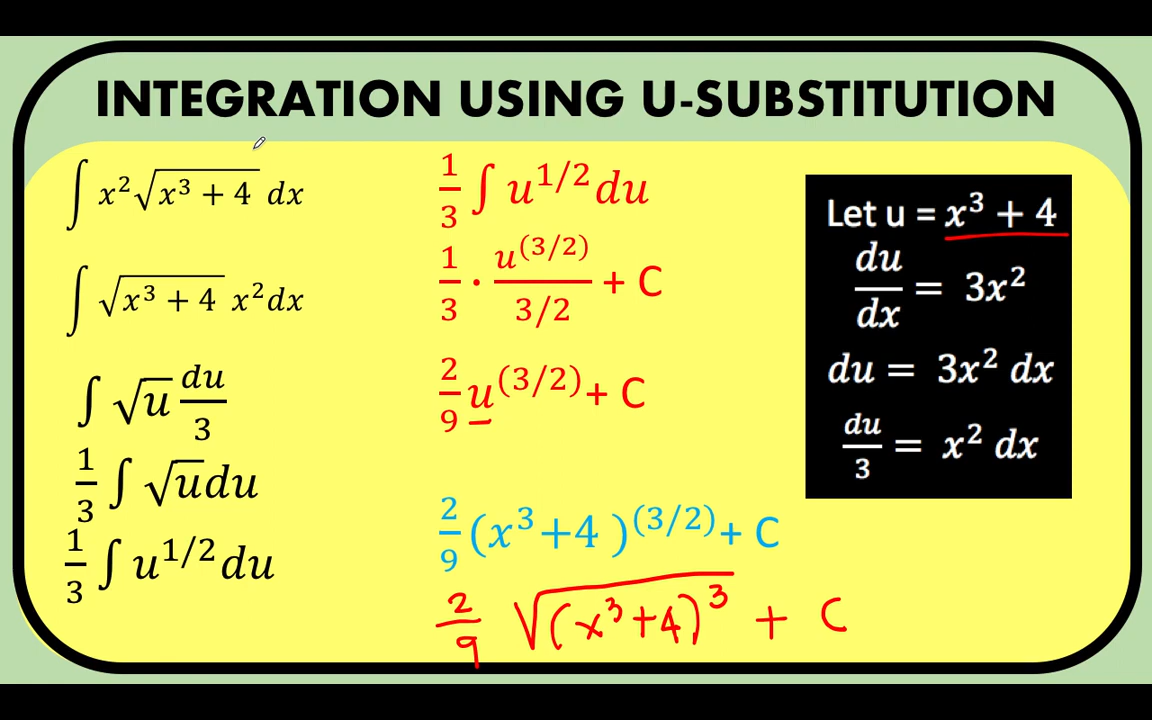 INTEGRATION USING U-SUBSTITUTION
∫ x²√(x³ + 4) dx
∫ √(x³ + 4) x²dx
∫ √u du/3
1/3 ∫ √u du
1/3 ∫ u^1/2 du
1/3 ∫ u^1/2 du
1/3 · u^(3/2)/3/2 + C
2/9 u^(3/2) + C
2/9 (x³+4 )^(3/2) + C
2/9 √(x³+4)³ + C
Let u = x³ + 4
du/dx = 3x²
du = 3x² dx
du/3 = x² dx